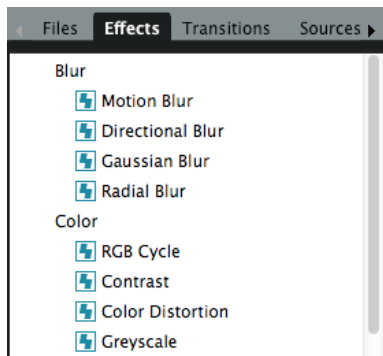 Files Effects Transitions Sources
Blur
Motion Blur
Directional Blur
Gaussian Blur
Radial Blur
Color
RGB Cycle
Contrast
Color Distortion
Greyscale